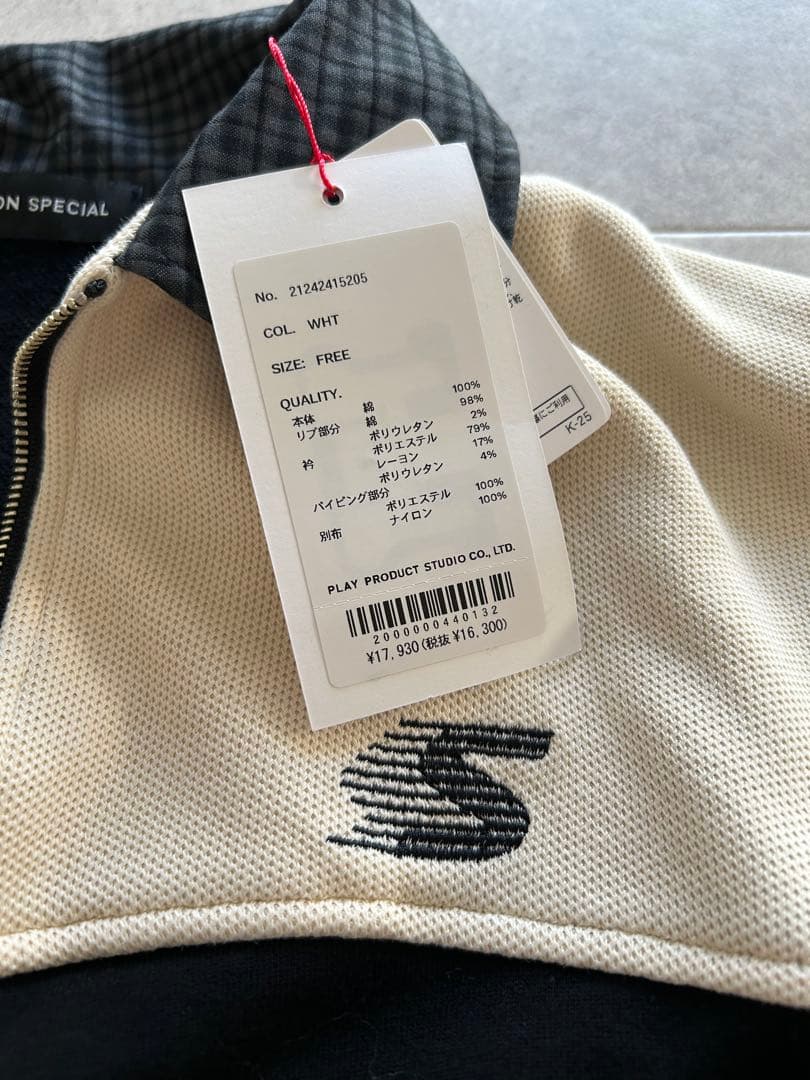 ON SPECIAL
No. 21242415205
COL. WHT
SIZE: FREE
QUALITY.
本体 綿 100%
リブ部分 綿 98%
ポリウレタン 2%
衿 ポリエステル 79%
レーヨン 17%
ポリウレタン 4%
パイピング部分
ポリエステル 100%
別布 ナイロン 100%
PLAY PRODUCT STUDIO CO., LTD.
2000000440132
¥17,930(税抜¥16,300)
にご利用
K-25
S